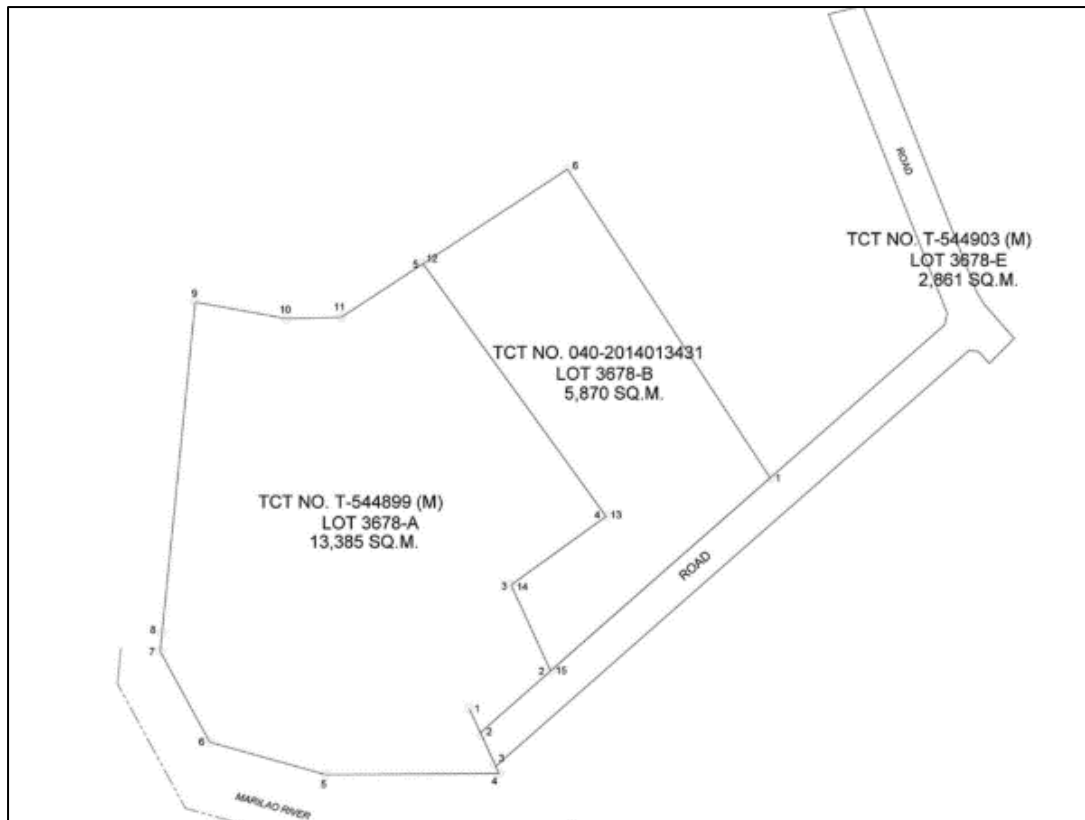 6
ROAD
TCT NO. T-544903 (M)
LOT 3678-E
2,861 SQ.M.
5 12
9
10
11
TCT NO. 040-2014013431
LOT 3678-B
5,870 SQ.M.
1
TCT NO. T-544899 (M)
LOT 3678-A
13,385 SQ.M.
4 13
ROAD
3 14
8
7
2 15
1
2
6
3
4
5
MARILAO RIVER